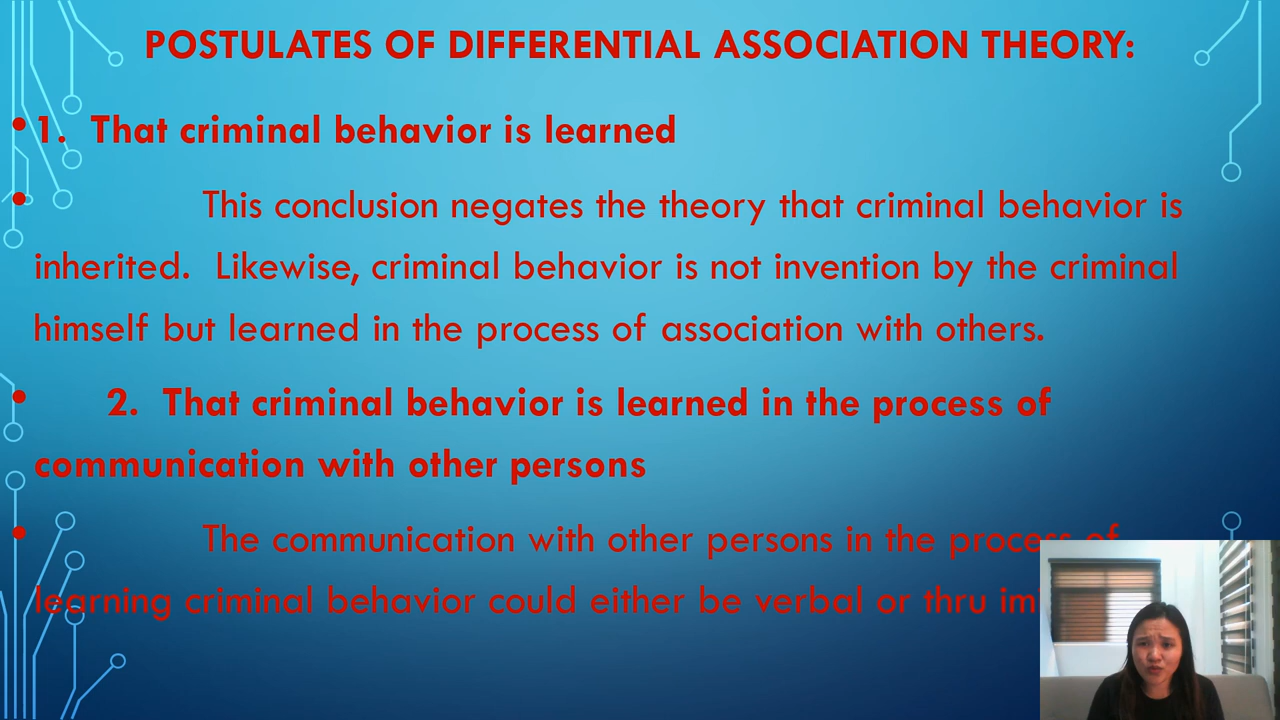 POSTULATES OF DIFFERENTIAL ASSOCIATION THEORY:
• 1. That criminal behavior is learned
• This conclusion negates the theory that criminal behavior is
inherited. Likewise, criminal behavior is not invention by the criminal
himself but learned in the process of association with others.
• 2. That criminal behavior is learned in the process of
communication with other persons
• The communication with other persons in the process of
learning criminal behavior could either be verbal or thru